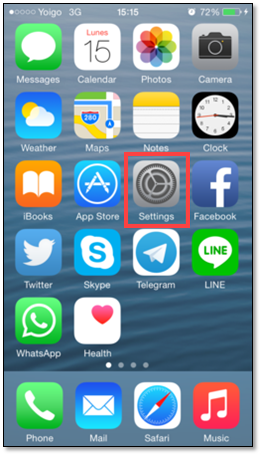 Yoigo 3G 15:15 72%
Messages Calendar Photos Camera
Lunes
15
Weather Maps Notes Clock
280
iBooks App Store Settings Facebook
Twitter Skype Telegram LINE
LINE
WhatsApp Health
Phone Mail Safari Music